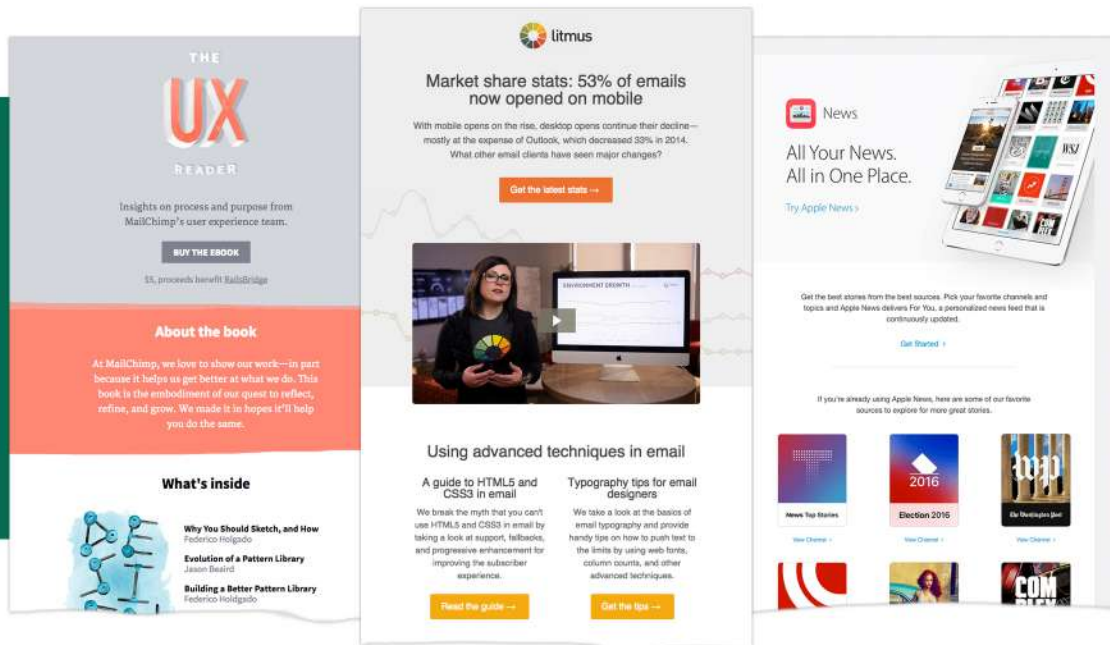 THE
UX
READER
Insights on process and purpose from
MailChimp's user experience team.
BUY THE EBOOK
$5, proceeds benefit RailsBridge
About the book
At MailChimp, we love to show our work—in part
because it helps us get better at what we do. This
book is the embodiment of our quest to reflect,
refine, and grow. We made it in hopes it'll help
you do the same.
What's inside
Why You Should Sketch, and How
Federico Holgado
Evolution of a Pattern Library
Jason Beaird
Building a Better Pattern Library
Federico Holdgado
litmus
Market share stats: 53% of emails
now opened on mobile
With mobile opens on the rise, desktop opens continue their decline—
mostly at the expense of Outlook, which decreased 33% in 2014.
What other email clients have seen major changes?
Get the latest stats →
ENVIRONMENT GROWTH
Using advanced techniques in email
A guide to HTML5 and
CSS3 in email
We break the myth that you can't
use HTML5 and CSS3 in email by
taking a look at support, fallbacks,
and progressive enhancement for
improving the subscriber
experience.
Read the guide →
Typography tips for email
designers
We take a look at the basics of
email typography and provide
handy tips on how to push text to
the limits by using web fonts,
column counts, and other
advanced techniques.
Get the tips →
News
All Your News.
All in One Place.
Try Apple News ›
WSJ
Get the best stories from the best sources. Pick your favorite channels and
topics and Apple News delivers For You, a personalized news feed that is
continuously updated.
Get Started ›
If you're already using Apple News, here are some of our favorite
sources to explore for more great stories.
News Top Stories
View Channel ›
2016
Election 2016
View Channel ›
wp
The Washington Post
View Channel ›
COM
PLEX